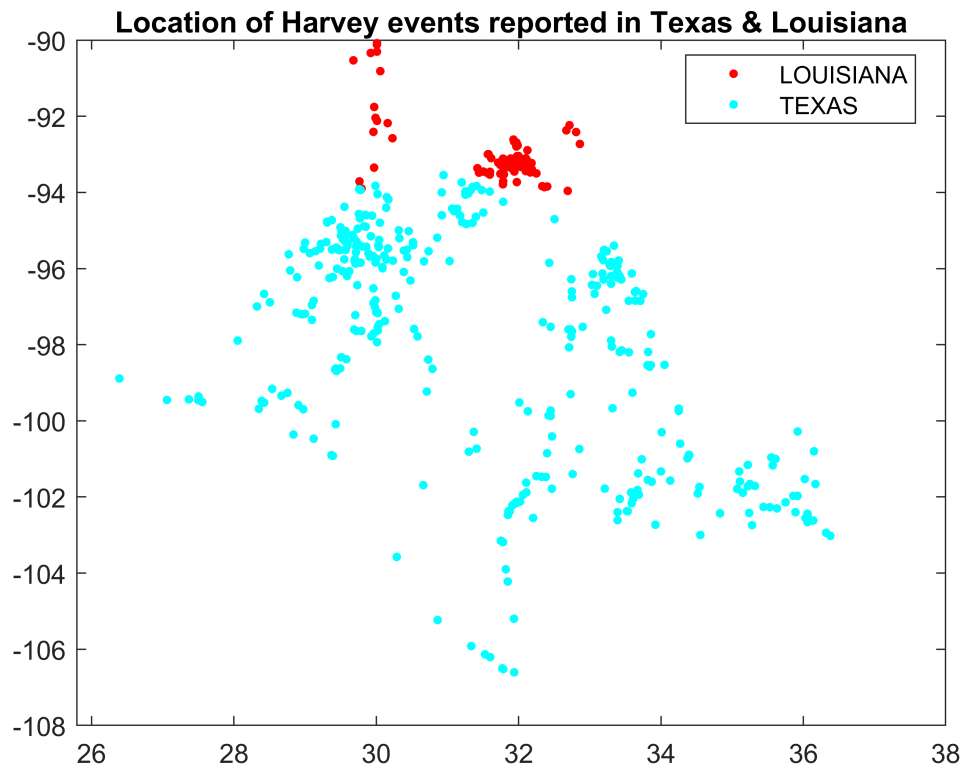 Location of Harvey events reported in Texas & Louisiana
LOUISIANA
TEXAS
-90
-92
-94
-96
-98
-100
-102
-104
-106
-108
26 28 30 32 34 36 38